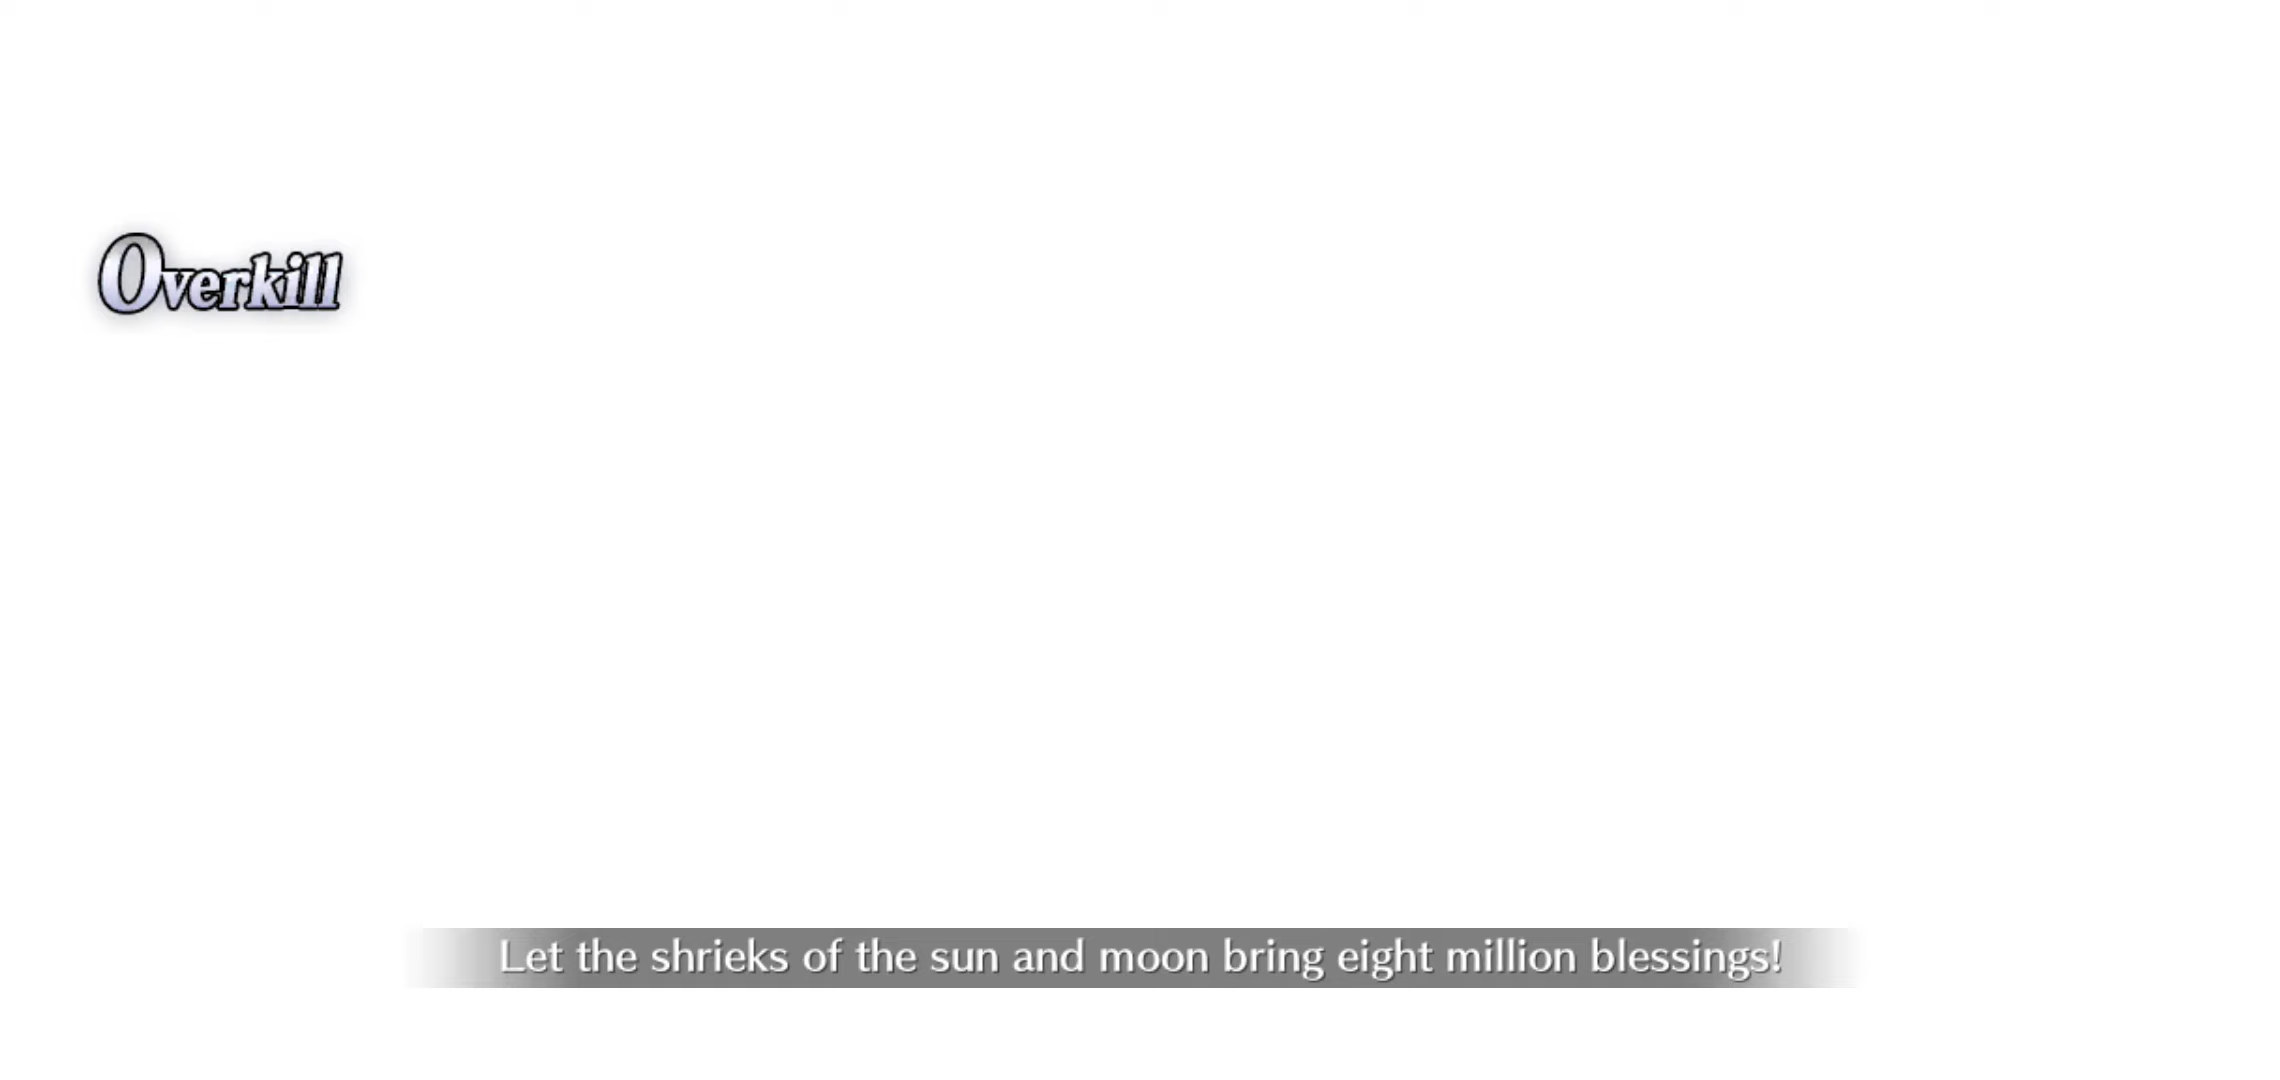 Overkill
Let the shrieks of the sun and moon bring eight million blessings!